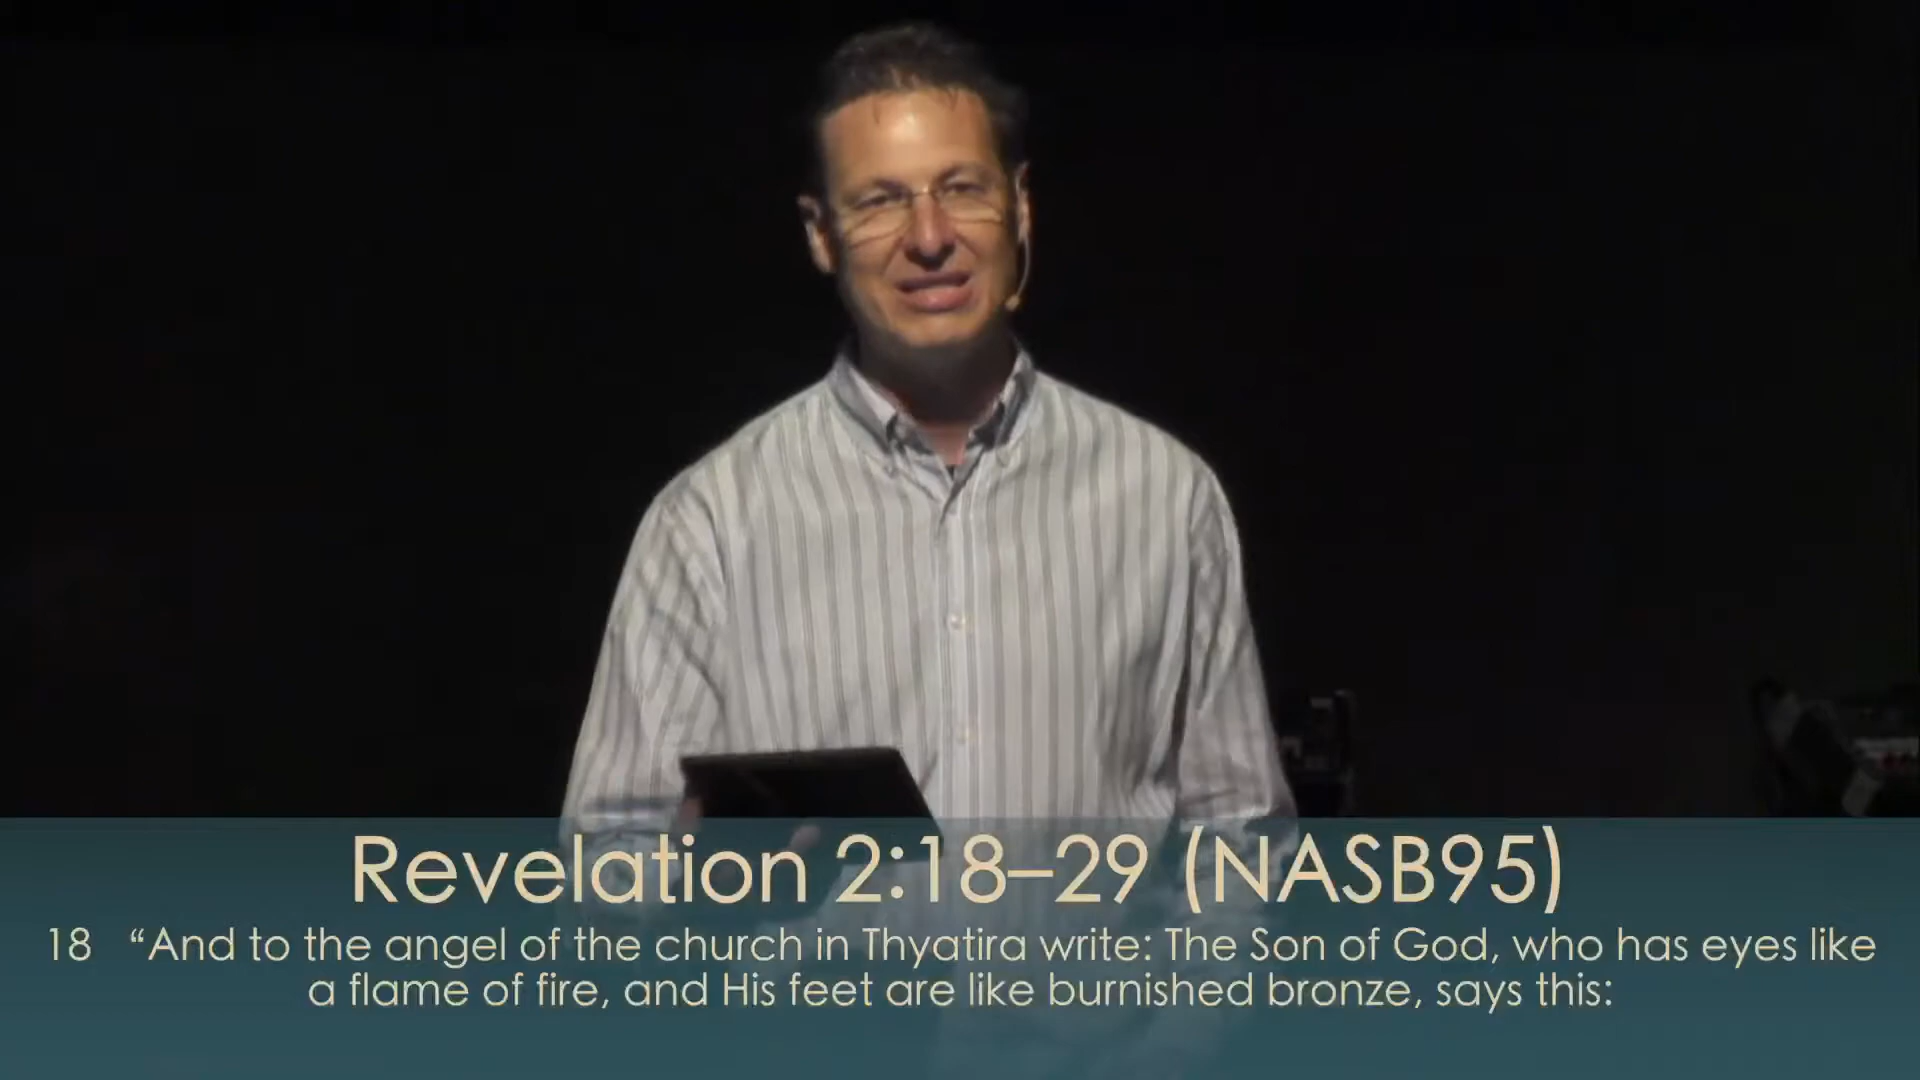 Revelation 2:18–29 (NASB95)
18 “And to the angel of the church in Thyatira write: The Son of God, who has eyes like
a flame of fire, and His feet are like burnished bronze, says this: